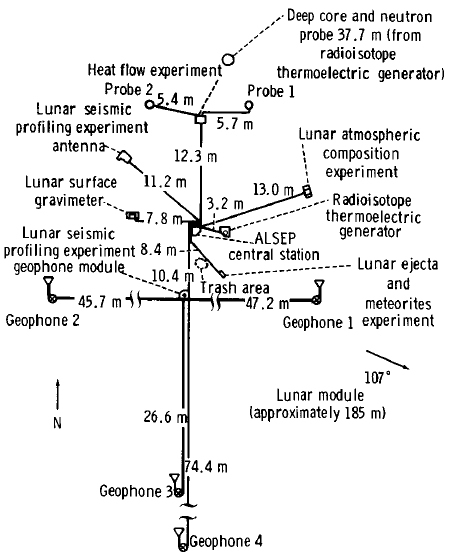 Deep core and neutron
probe 37.7 m (from
radioisotope
thermoelectric generator)
Heat flow experiment
Probe 2
5.4 m
Probe 1
5.7 m
Lunar seismic
profiling experiment
antenna
12.3 m
Lunar atmospheric
composition
experiment
11.2 m
13.0 m
Lunar surface
gravimeter
3.2 m
7.8 m
Radioisotope
thermoelectric
generator
Lunar seismic
profiling experiment
geophone module
8.4 m
ALSEP
central station
10.4 m
Trash area
Lunar ejecta
and
meteorites
experiment
45.7 m
47.2 m
Geophone 2
Geophone 1
107°
Lunar module
(approximately 185 m)
N
26.6 m
74.4 m
Geophone 3
Geophone 4